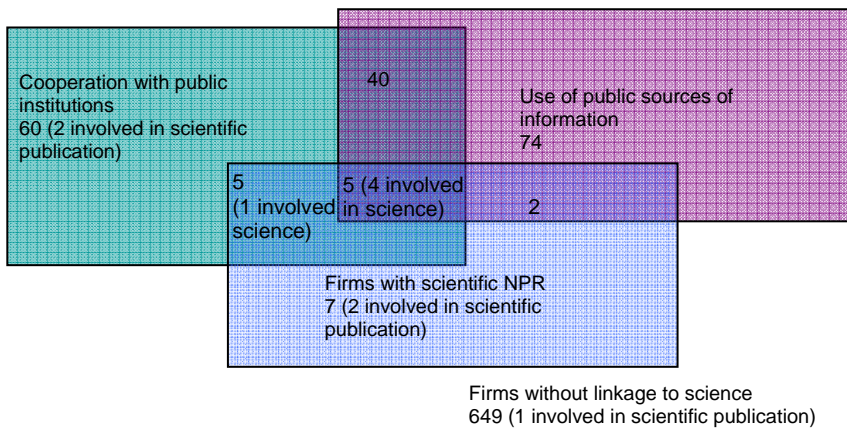 Cooperation with public
institutions
60 (2 involved in scientific
publication)
40
Use of public sources of
information
74
5
(1 involved
science)
5 (4 involved
in science)
2
Firms with scientific NPR
7 (2 involved in scientific
publication)
Firms without linkage to science
649 (1 involved in scientific publication)